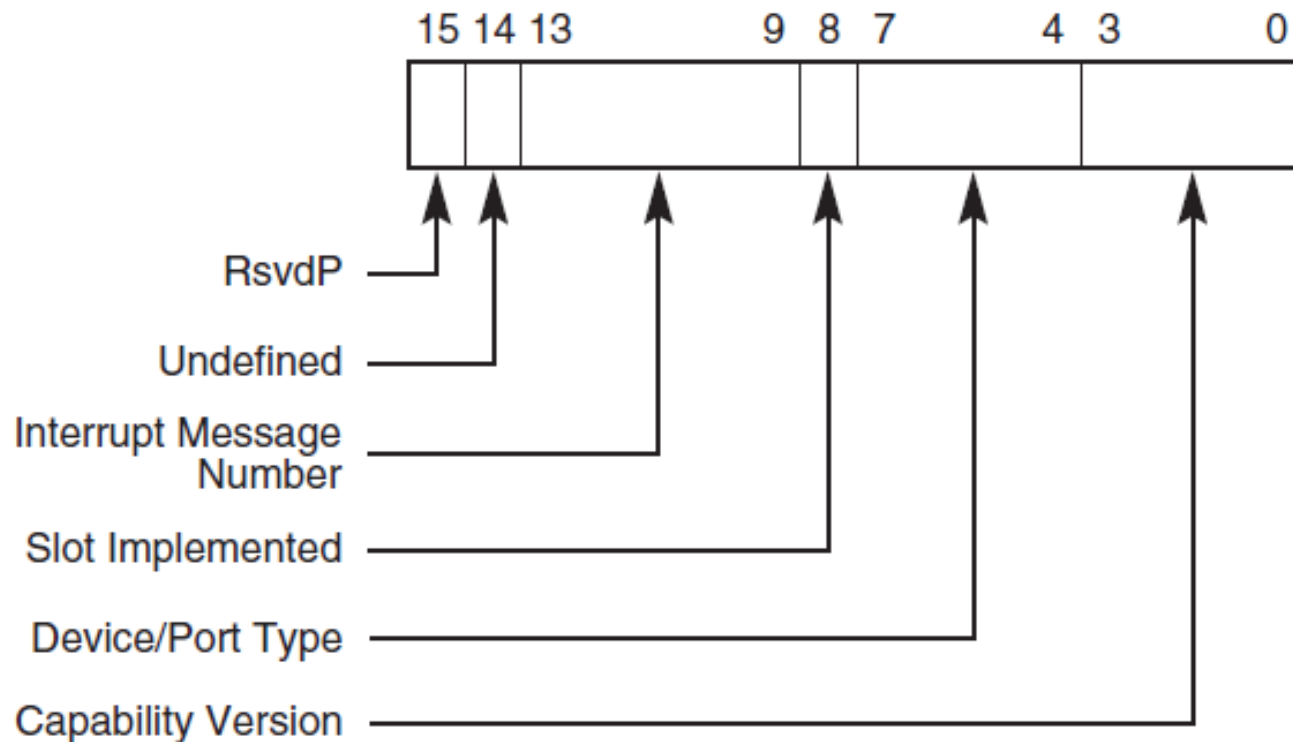 15 14 13 9 8 7 4 3 0
RsvdP
Undefined
Interrupt Message
Number
Slot Implemented
Device/Port Type
Capability Version